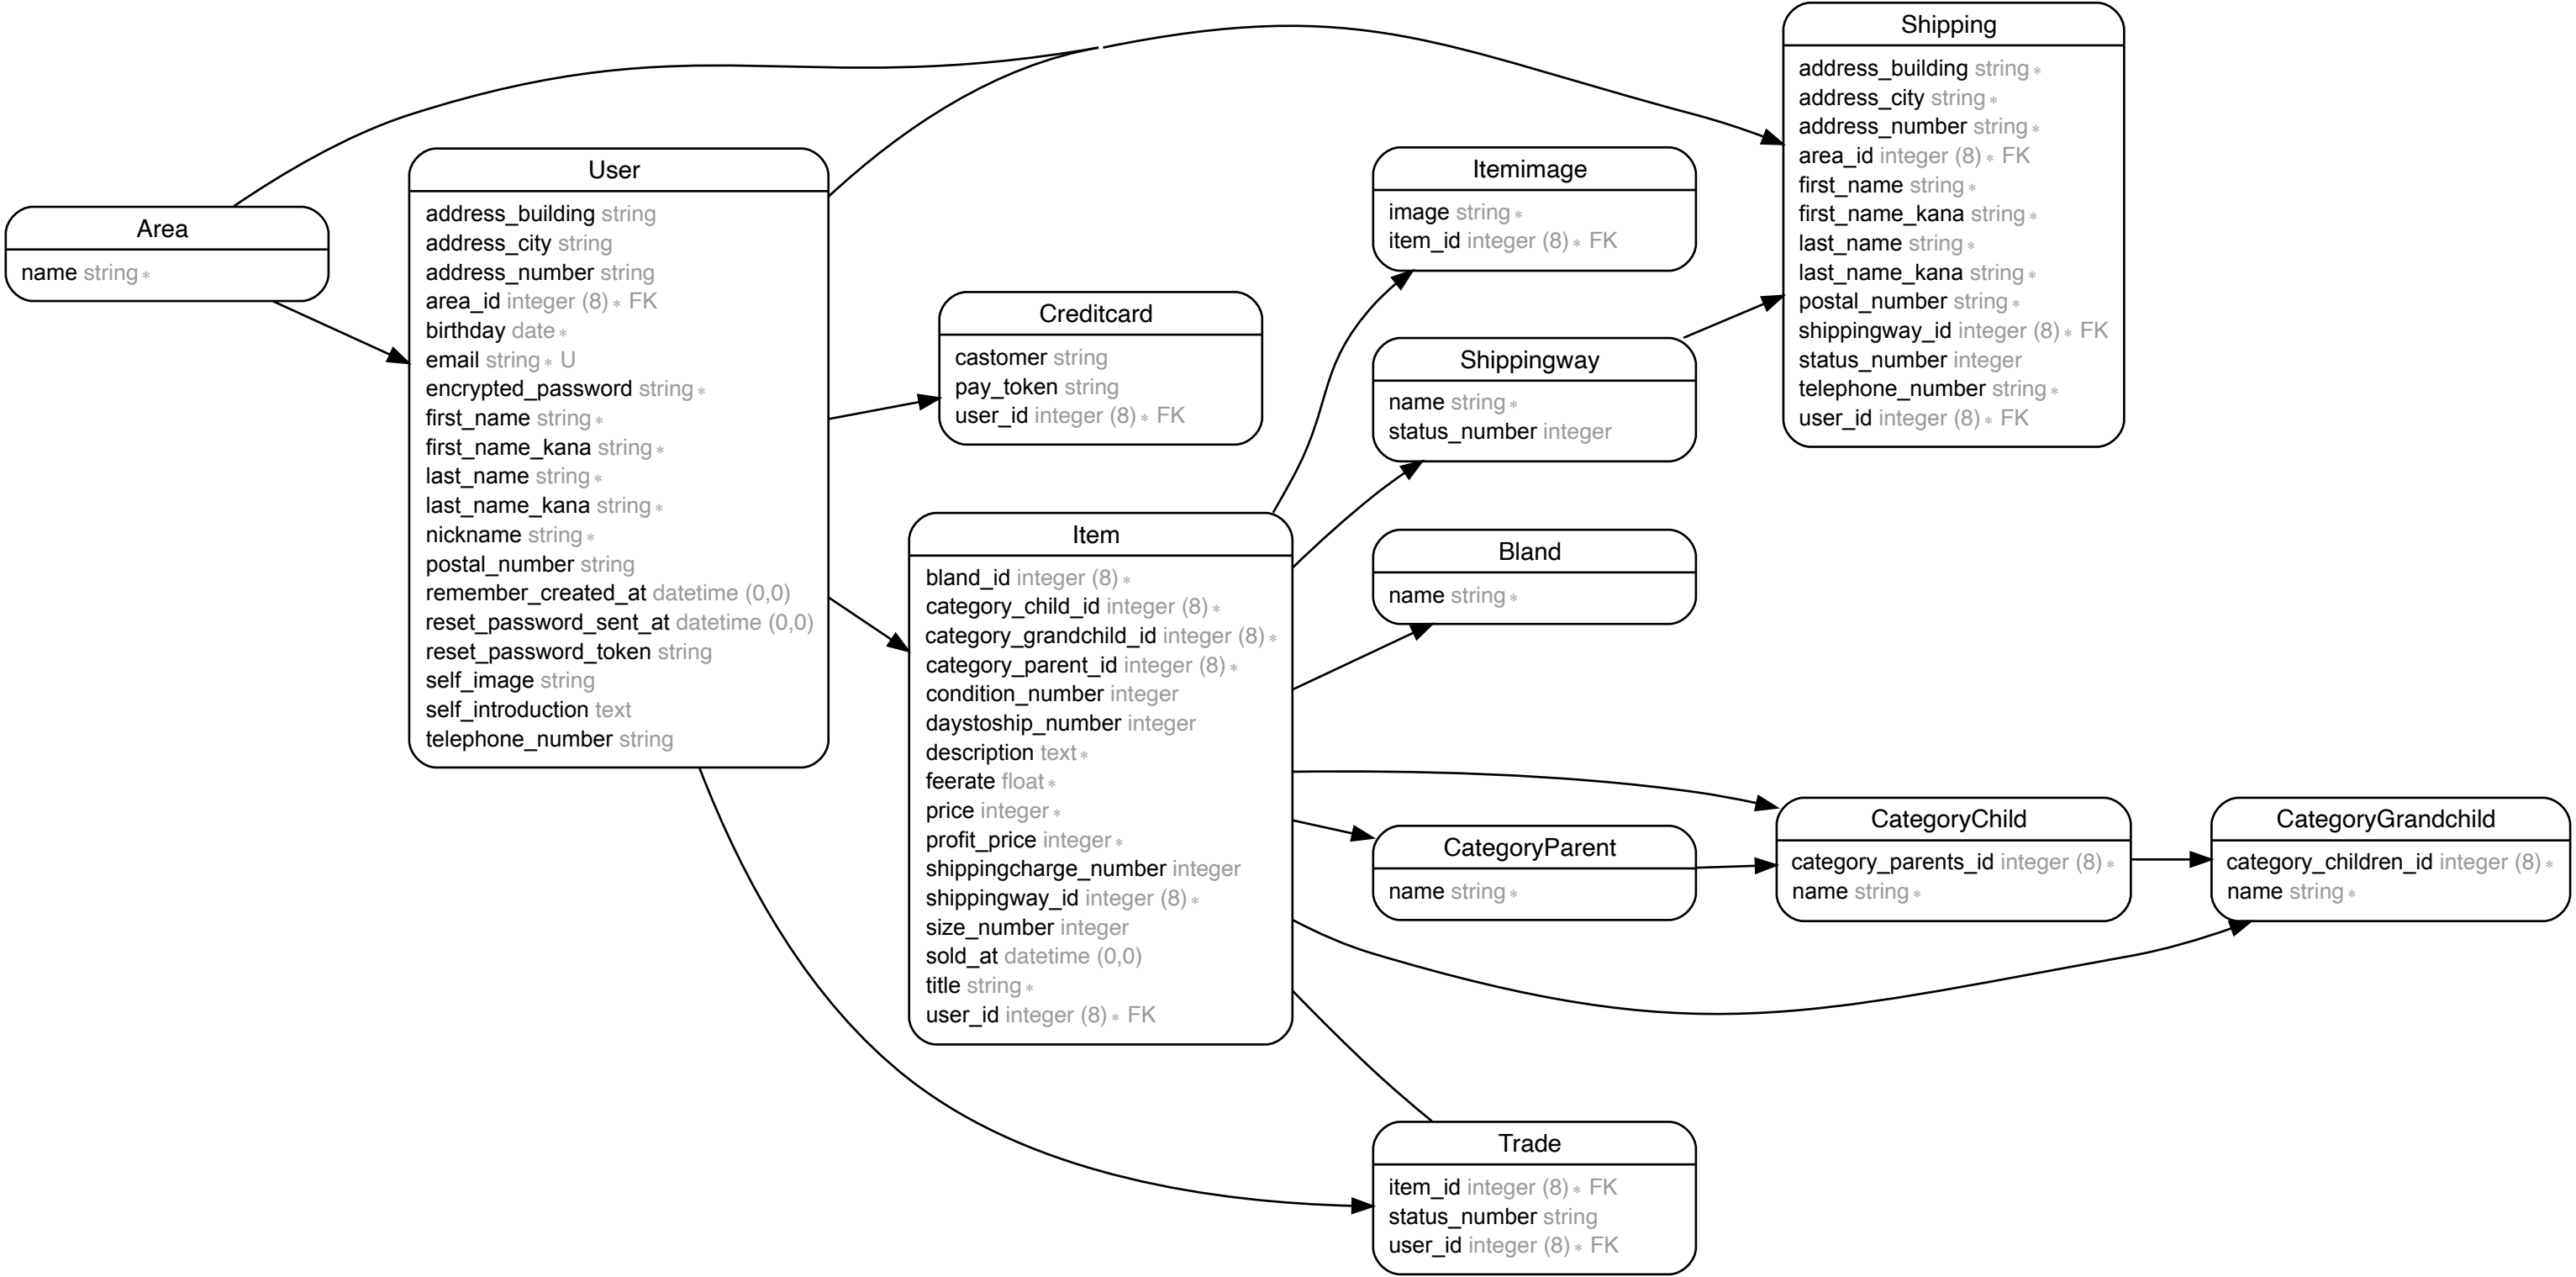 Area
name string *
User
address_building string
address_city string
address_number string
area_id integer (8) * FK
birthday date *
email string * U
encrypted_password string *
first_name string *
first_name_kana string *
last_name string *
last_name_kana string *
nickname string *
postal_number string
remember_created_at datetime (0,0)
reset_password_sent_at datetime (0,0)
reset_password_token string
self_image string
self_introduction text
telephone_number string
Creditcard
castomer string
pay_token string
user_id integer (8) * FK
Item
bland_id integer (8) *
category_child_id integer (8) *
category_grandchild_id integer (8) *
category_parent_id integer (8) *
condition_number integer
daystoship_number integer
description text *
feerate float *
price integer *
profit_price integer *
shippingcharge_number integer
shippingway_id integer (8) *
size_number integer
sold_at datetime (0,0)
title string *
user_id integer (8) * FK
Itemimage
image string *
item_id integer (8) * FK
Shippingway
name string *
status_number integer
Bland
name string *
CategoryParent
name string *
Trade
item_id integer (8) * FK
status_number string
user_id integer (8) * FK
Shipping
address_building string *
address_city string *
address_number string *
area_id integer (8) * FK
first_name string *
first_name_kana string *
last_name string *
last_name_kana string *
postal_number string *
shippingway_id integer (8) * FK
status_number integer
telephone_number string *
user_id integer (8) * FK
CategoryChild
category_parents_id integer (8) *
name string *
CategoryGrandchild
category_children_id integer (8) *
name string *